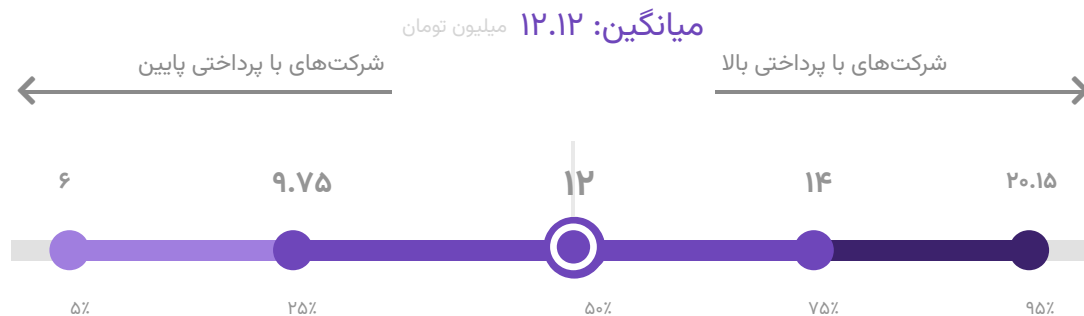 میانگین: ۱۲.۱۲ میلیون تومان
شرکت‌های با پرداختی بالا
شرکت‌های با پرداختی پایین
۶ ۹.۷۵ ۱۲ ۱۴ ۲۰.۱۵
۵٪ ۲۵٪ ۵۰٪ ۷۵٪ ۹۵٪